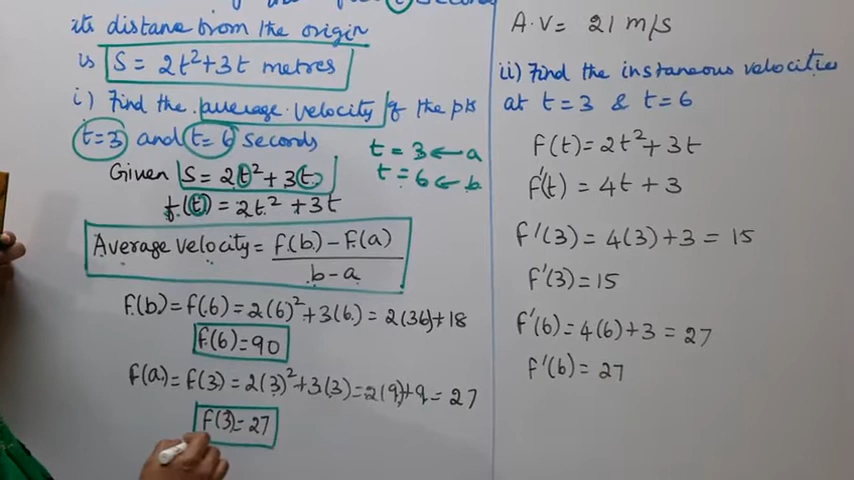 its distane from the origin
is S = 2t²+3t metres
i) Find the average velocity of the pts
t=3 and t=6 seconds
t = 3 ← a
t = 6 ← b
Given S = 2t²+3t
f(t) = 2t² + 3t
Average velocity = f(b) - f(a) / b - a
f(b) = f(6) = 2(6)² + 3(6) = 2(36)+18
f(6) = 90
f(a) = f(3) = 2(3)² + 3(3) = 2(9)+9 = 27
f(3) = 27
A.V = 21 m/s
ii) Find the instaneous velocities
at t=3 & t=6
f(t) = 2t² + 3t
f'(t) = 4t + 3
f'(3) = 4(3)+3 = 15
f'(3) = 15
f'(6) = 4(6)+3 = 27
f'(6) = 27